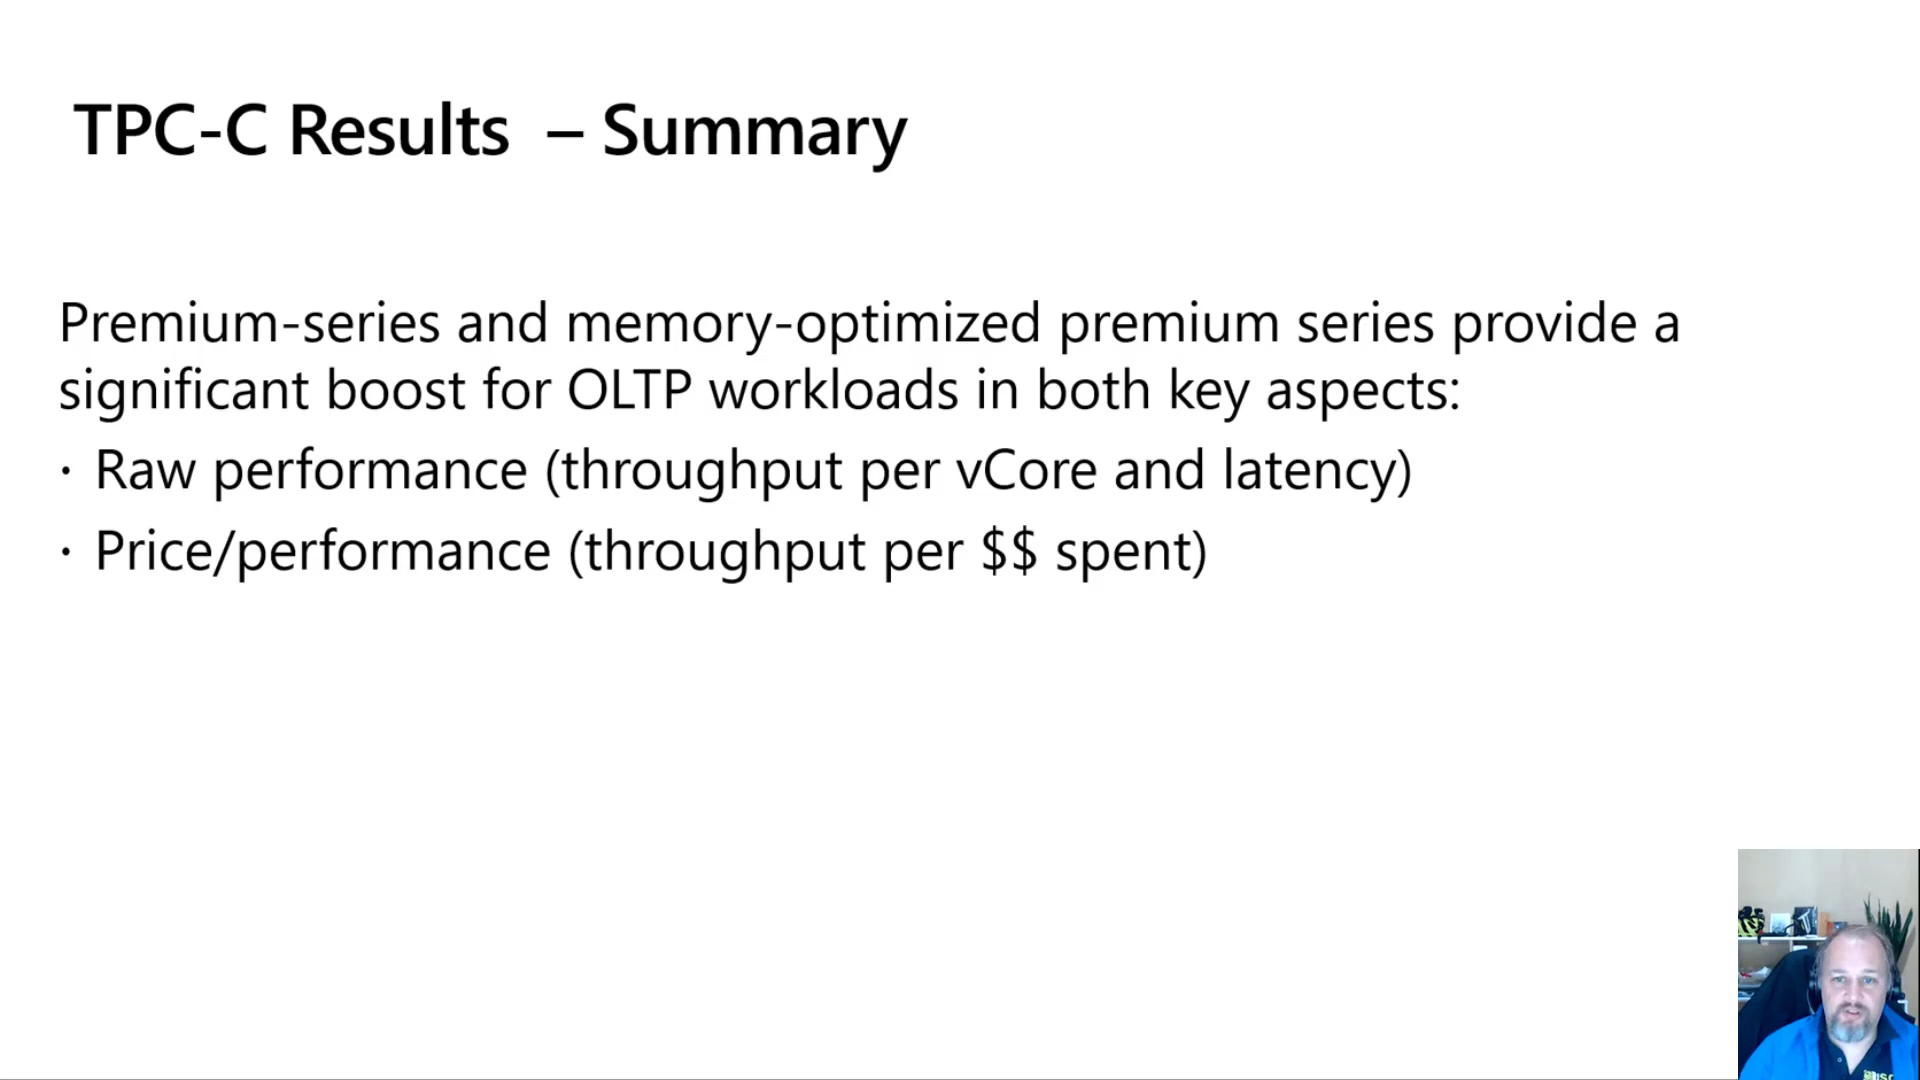 TPC-C Results – Summary
Premium-series and memory-optimized premium series provide a
significant boost for OLTP workloads in both key aspects:
· Raw performance (throughput per vCore and latency)
· Price/performance (throughput per $$ spent)